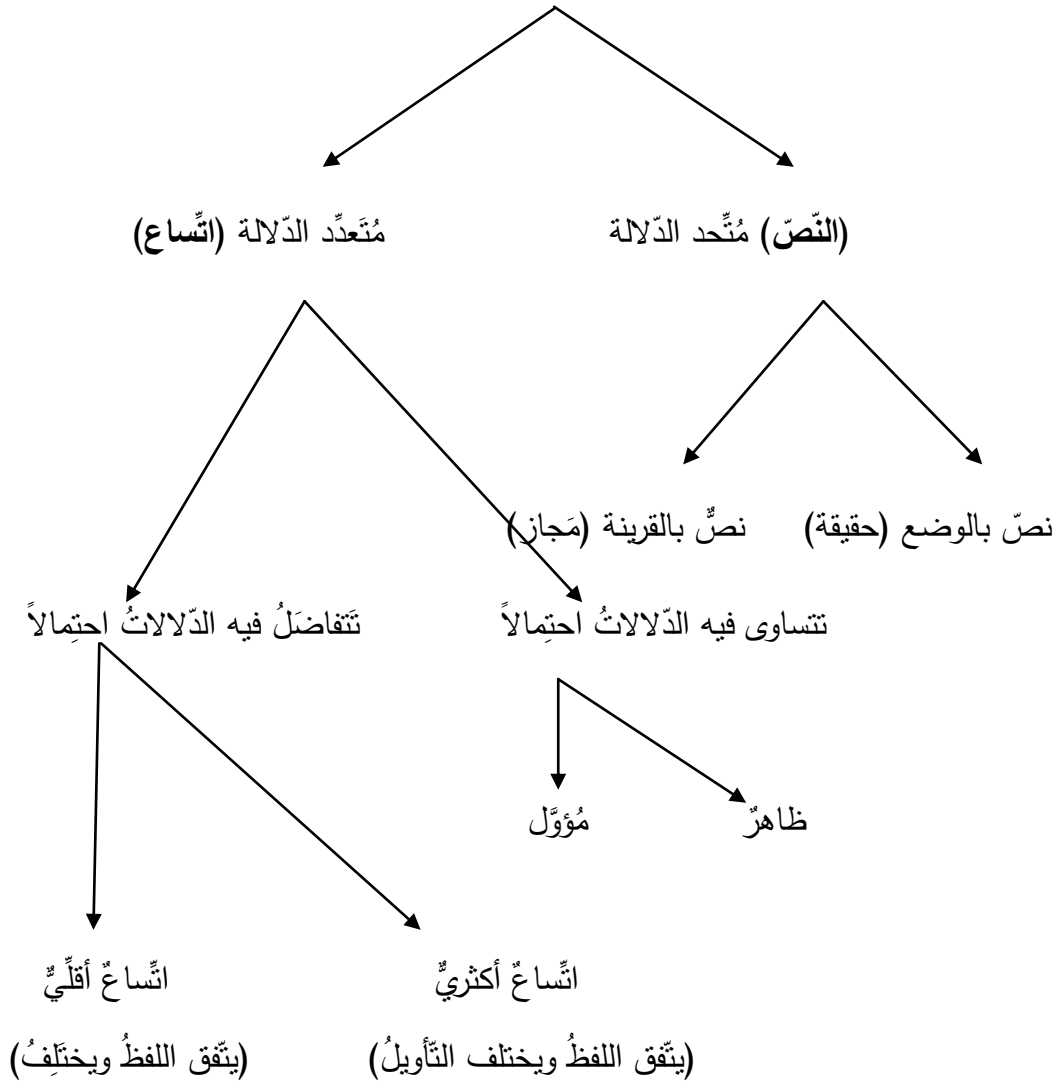 (النّصّ) مُتَّحد الدّلالة
مُتَعدِّد الدّلالة (اتِّساع)
نصّ بالوضع (حقيقة)
نصٌّ بالقرينة (مَجاز)
تتساوى فيه الدّلالاتُ احتِمالاً
تَتفاضَلُ فيه الدّلالاتُ احتِمالاً
ظاهرٌ
مُؤوَّل
اتِّساعٌ أكثريٌّ
اتِّساعٌ أقلِّيٌّ
(يتّفق اللفظُ ويختلف التّأويلُ)
(يتّفق اللفظُ ويختَلِفُ)